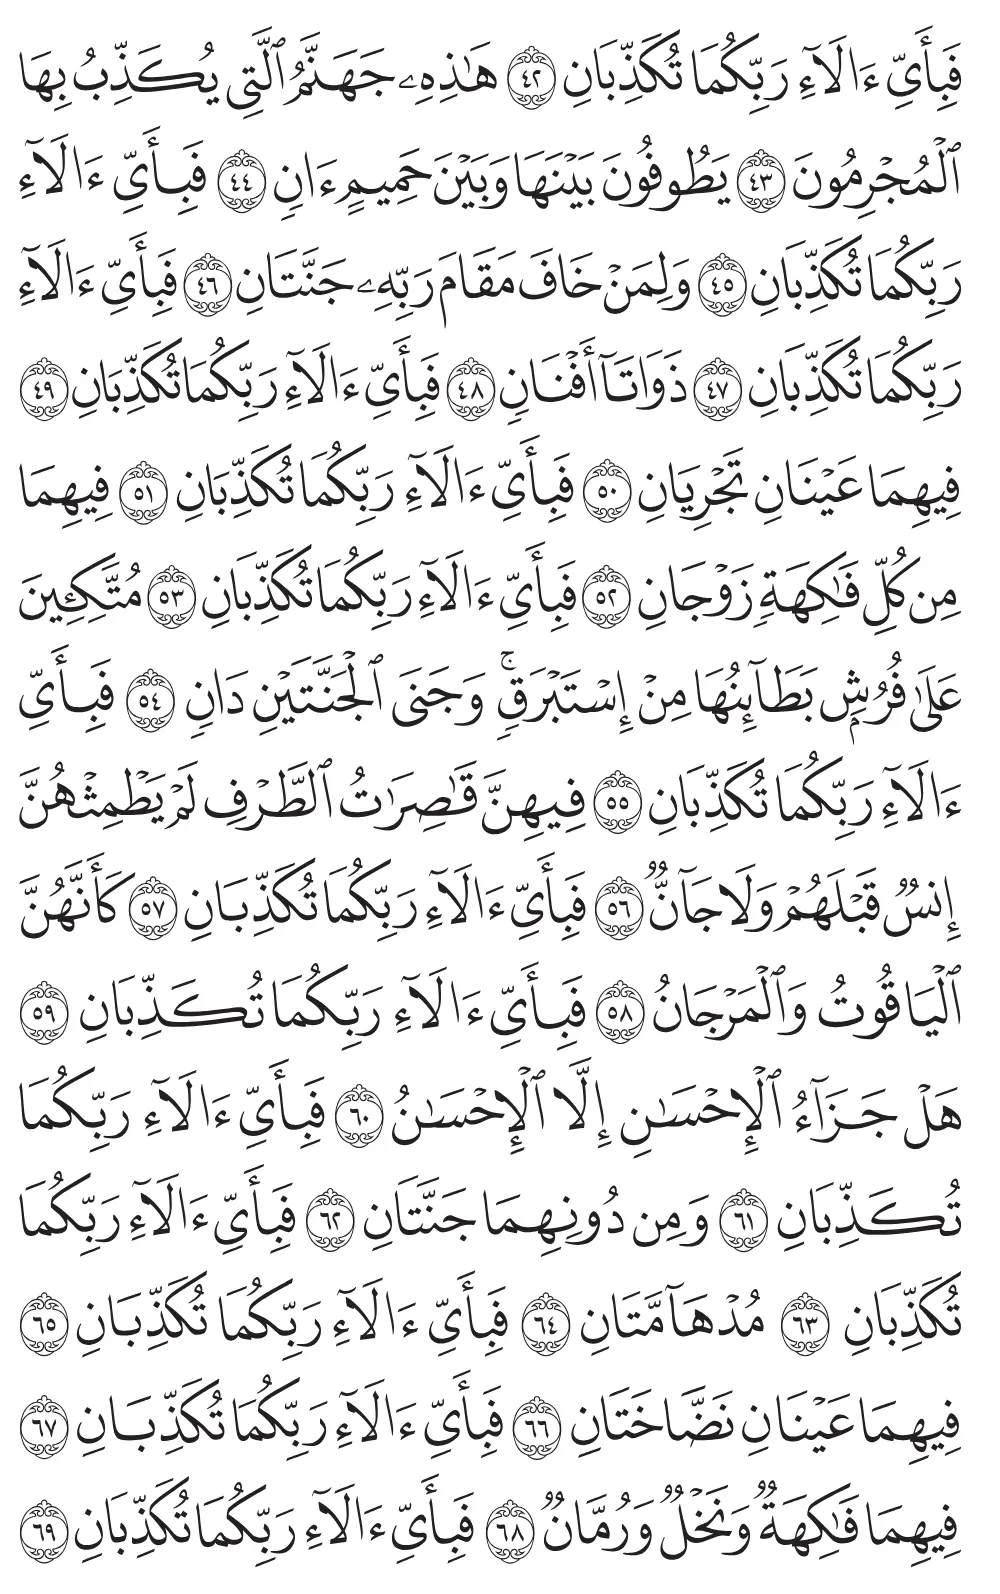 فَبِأَيِّ ءَالَآءِ رَبِّكُمَا تُكَذِّبَانِ ٤٢ هَٰذِهِۦ جَهَنَّمُ ٱلَّتِي يُكَذِّبُ بِهَا
ٱلۡمُجۡرِمُونَ ٤٣ يَطُوفُونَ بَيۡنَهَا وَبَيۡنَ حَمِيمٍ ءَانٖ ٤٤ فَبِأَيِّ ءَالَآءِ
رَبِّكُمَا تُكَذِّبَانِ ٤٥ وَلِمَنۡ خَافَ مَقَامَ رَبِّهِۦ جَنَّتَانِ ٤٦ فَبِأَيِّ ءَالَآءِ
رَبِّكُمَا تُكَذِّبَانِ ٤٧ ذَوَاتَآ أَفۡنَانٖ ٤٨ فَبِأَيِّ ءَالَآءِ رَبِّكُمَا تُكَذِّبَانِ ٤٩
فِيهِمَا عَيۡنَانِ تَجۡرِيَانِ ٥٠ فَبِأَيِّ ءَالَآءِ رَبِّكُمَا تُكَذِّبَانِ ٥١ فِيهِمَا
مِن كُلِّ فَٰكِهَةٖ زَوۡجَانِ ٥٢ فَبِأَيِّ ءَالَآءِ رَبِّكُمَا تُكَذِّبَانِ ٥٣ مُتَّكِـِٔينَ
عَلَىٰ فُرُشِۭ بَطَآئِنُهَا مِنۡ إِسۡتَبۡرَقٖۚ وَجَنَى ٱلۡجَنَّتَيۡنِ دَانٖ ٥٤ فَبِأَيِّ
ءَالَآءِ رَبِّكُمَا تُكَذِّبَانِ ٥٥ فِيهِنَّ قَٰصِرَٰتُ ٱلطَّرۡفِ لَمۡ يَطۡمِثۡهُنَّ
إِنسٞ قَبۡلَهُمۡ وَلَا جَآنّٞ ٥٦ فَبِأَيِّ ءَالَآءِ رَبِّكُمَا تُكَذِّبَانِ ٥٧ كَأَنَّهُنَّ
ٱلۡيَاقُوتُ وَٱلۡمَرۡجَانُ ٥٨ فَبِأَيِّ ءَالَآءِ رَبِّكُمَا تُكَذِّبَانِ ٥٩
هَلۡ جَزَآءُ ٱلۡإِحۡسَٰنِ إِلَّا ٱلۡإِحۡسَٰنُ ٦٠ فَبِأَيِّ ءَالَآءِ رَبِّكُمَا
تُكَذِّبَانِ ٦١ وَمِن دُونِهِمَا جَنَّتَانِ ٦٢ فَبِأَيِّ ءَالَآءِ رَبِّكُمَا
تُكَذِّبَانِ ٦٣ مُدۡهَآمَّتَانِ ٦٤ فَبِأَيِّ ءَالَآءِ رَبِّكُمَا تُكَذِّبَانِ ٦٥
فِيهِمَا عَيۡنَانِ نَضَّاخَتَانِ ٦٦ فَبِأَيِّ ءَالَآءِ رَبِّكُمَا تُكَذِّبَانِ ٦٧
فِيهِمَا فَٰكِهَةٞ وَنَخۡلٞ وَرُمَّانٞ ٦٨ فَبِأَيِّ ءَالَآءِ رَبِّكُمَا تُكَذِّبَانِ ٦٩